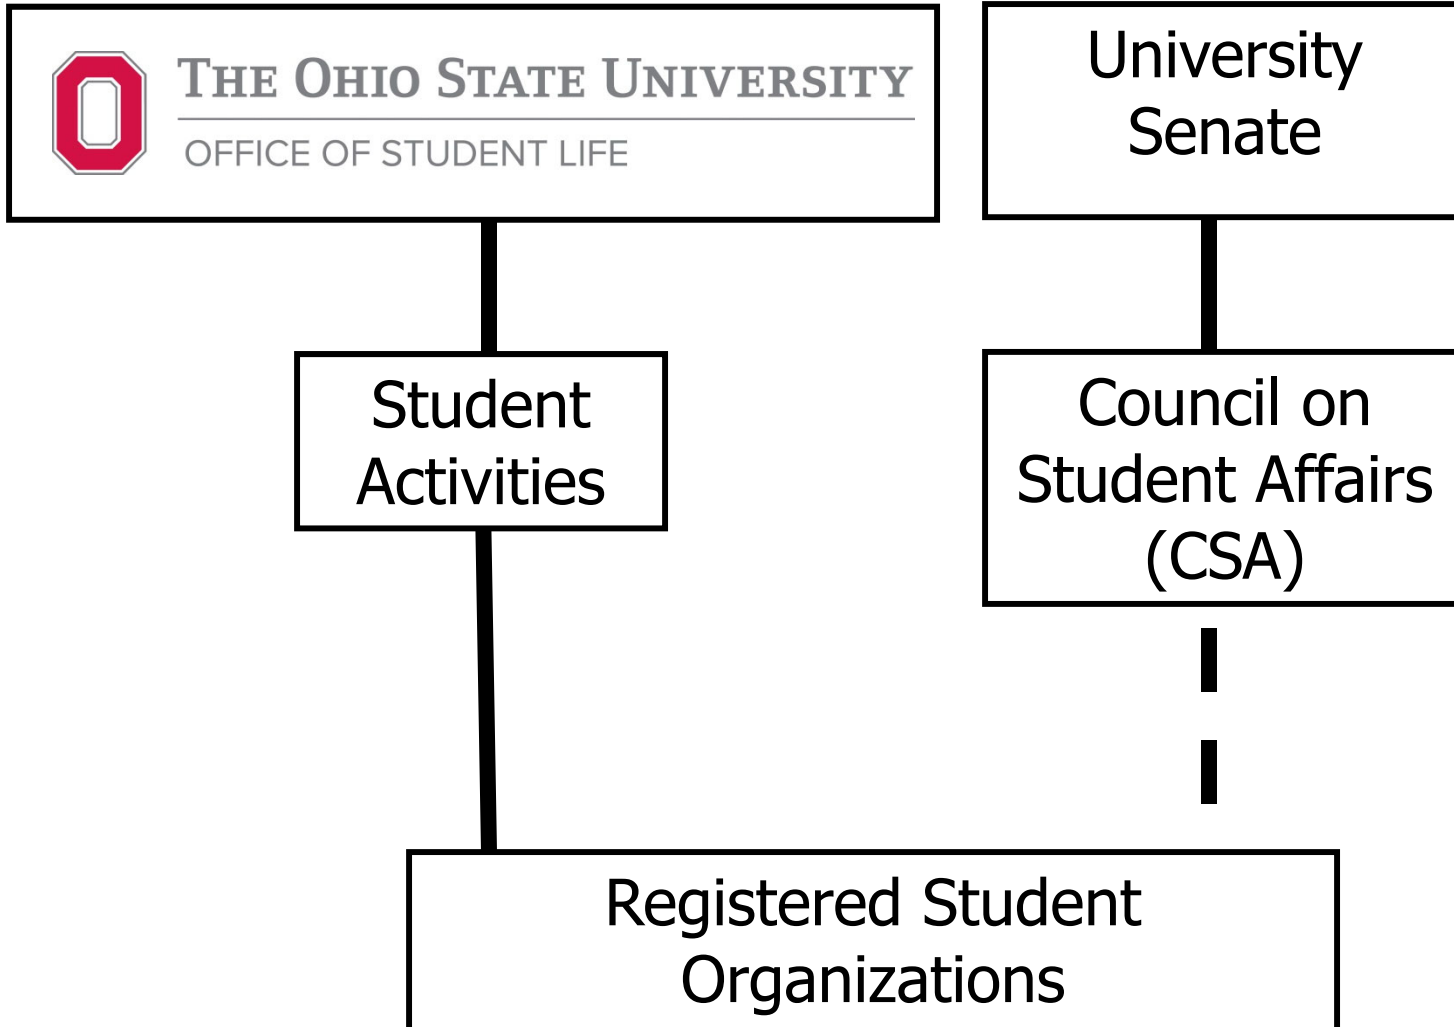 THE OHIO STATE UNIVERSITY
OFFICE OF STUDENT LIFE
University
Senate
Student
Activities
Council on
Student Affairs
(CSA)
Registered Student
Organizations